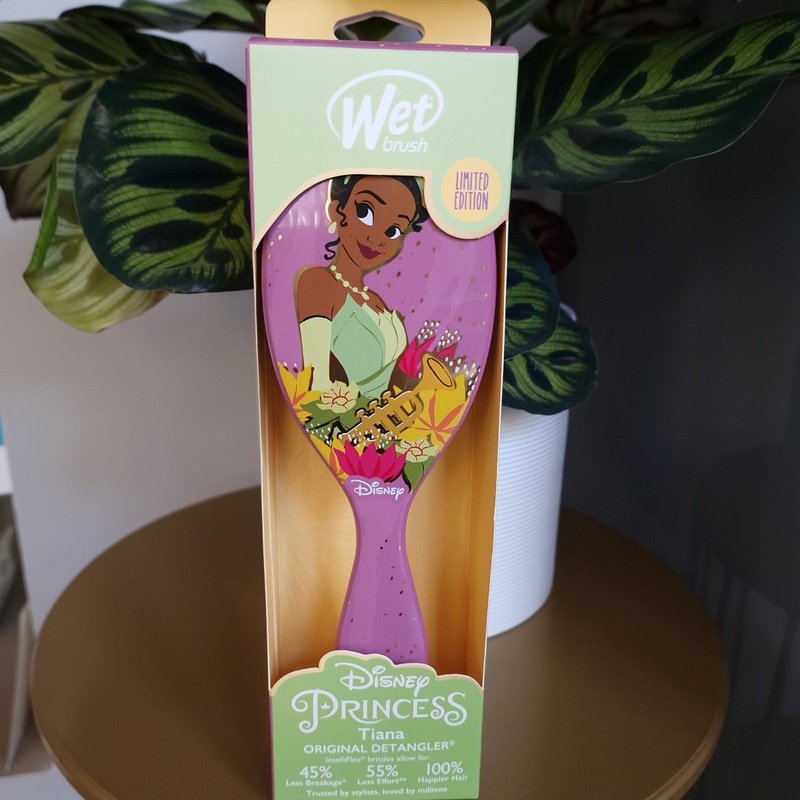 Wet
brush
LIMITED
EDITION
Disney
Disney
PRINCESS
Tiana
ORIGINAL DETANGLER®
IntelliFlex® bristles allow for:
45% 55% 100%
Less Breakage* Less Effort** Happier Hair
Trusted by stylists, loved by millions